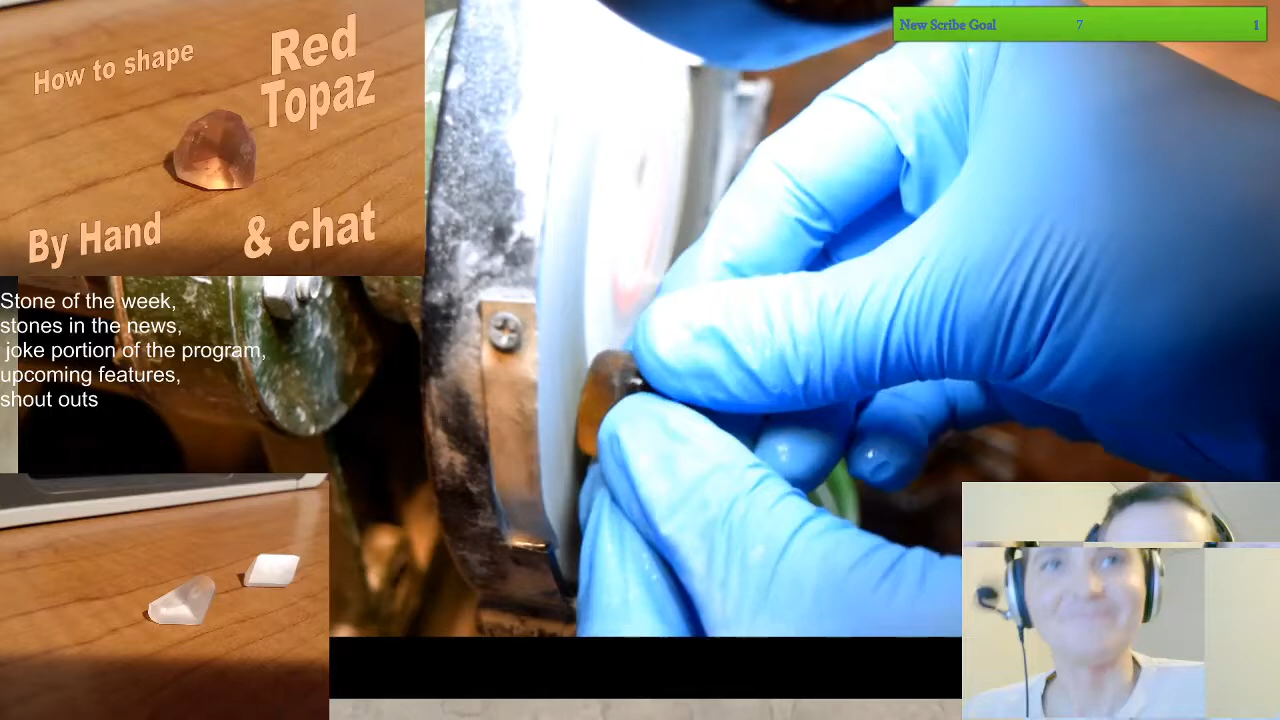 How to shape
Red
Topaz
By Hand
& chat
New Scribe Goal 7 1
Stone of the week,
stones in the news,
joke portion of the program,
upcoming features,
shout outs